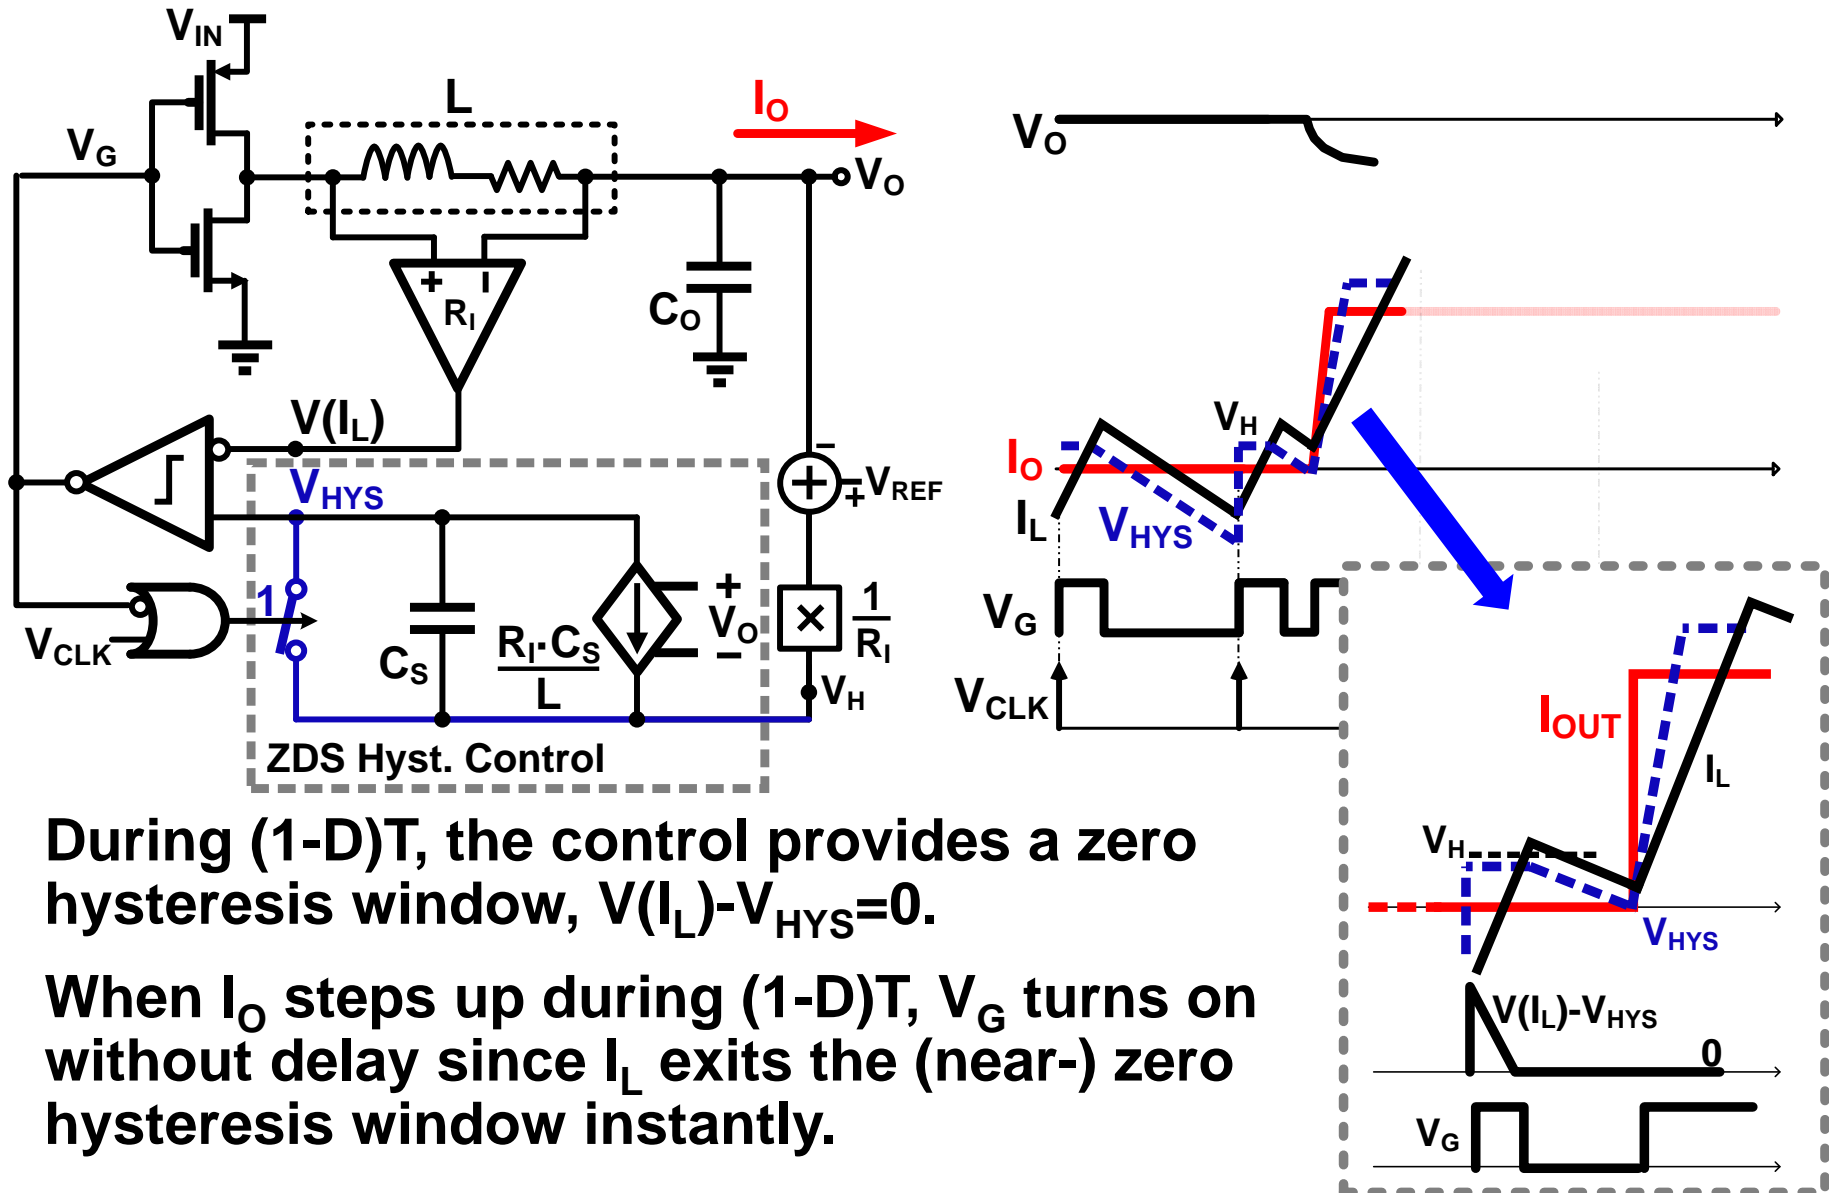 V_IN
V_G
L
I_O
V_O
+ −
R_I
C_O
V(I_L)
V_HYS
−
+
+
V_REF
1
V_CLK
C_S
R_I·C_S
L
+
V_O
−
×
1
R_I
V_H
ZDS Hyst. Control
V_O
V_H
I_O
I_L
V_HYS
V_G
V_CLK
I_OUT
I_L
V_H
V_HYS
V(I_L)-V_HYS
0
V_G
During (1-D)T, the control provides a zero
hysteresis window, V(I_L)-V_HYS=0.
When I_O steps up during (1-D)T, V_G turns on
without delay since I_L exits the (near-) zero
hysteresis window instantly.